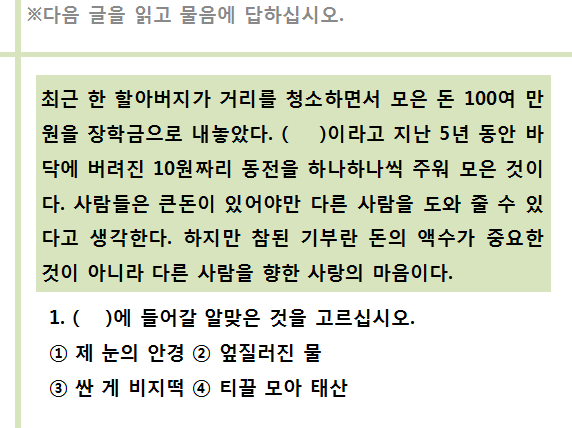 ※다음 글을 읽고 물음에 답하십시오.
최근 한 할아버지가 거리를 청소하면서 모은 돈 100여 만
원을 장학금으로 내놓았다. (    )이라고 지난 5년 동안 바
닥에 버려진 10원짜리 동전을 하나하나씩 주워 모은 것이
다. 사람들은 큰돈이 있어야만 다른 사람을 도와 줄 수 있
다고 생각한다. 하지만 참된 기부란 돈의 액수가 중요한
것이 아니라 다른 사람을 향한 사랑의 마음이다.
1. (    )에 들어갈 알맞은 것을 고르십시오.
① 제 눈의 안경 ② 엎질러진 물
③ 싼 게 비지떡 ④ 티끌 모아 태산